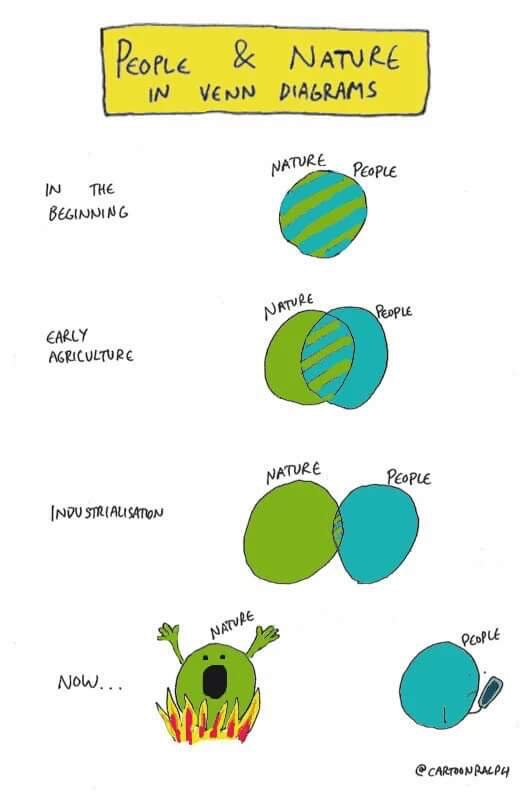 PEOPLE & NATURE
IN VENN DIAGRAMS
IN THE
BEGINNING
NATURE PEOPLE
EARLY
AGRICULTURE
NATURE PEOPLE
INDUSTRIALISATION
NATURE PEOPLE
NOW...
NATURE PEOPLE
@CARTOONRALPH